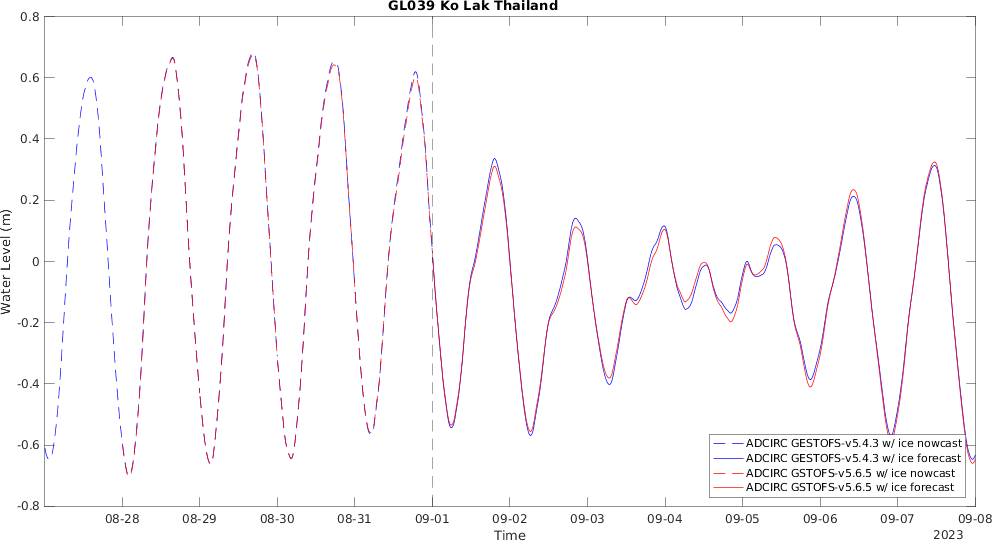 GL039 Ko Lak Thailand
0.8
0.6
0.4
0.2
0
-0.2
-0.4
-0.6
-0.8
Water Level (m)
ADCIRC GESTOFS-v5.4.3 w/ ice nowcast
ADCIRC GESTOFS-v5.4.3 w/ ice forecast
ADCIRC GSTOFS-v5.6.5 w/ ice nowcast
ADCIRC GSTOFS-v5.6.5 w/ ice forecast
08-28 08-29 08-30 08-31 09-01 09-02 09-03 09-04 09-05 09-06 09-07 09-08
Time
2023